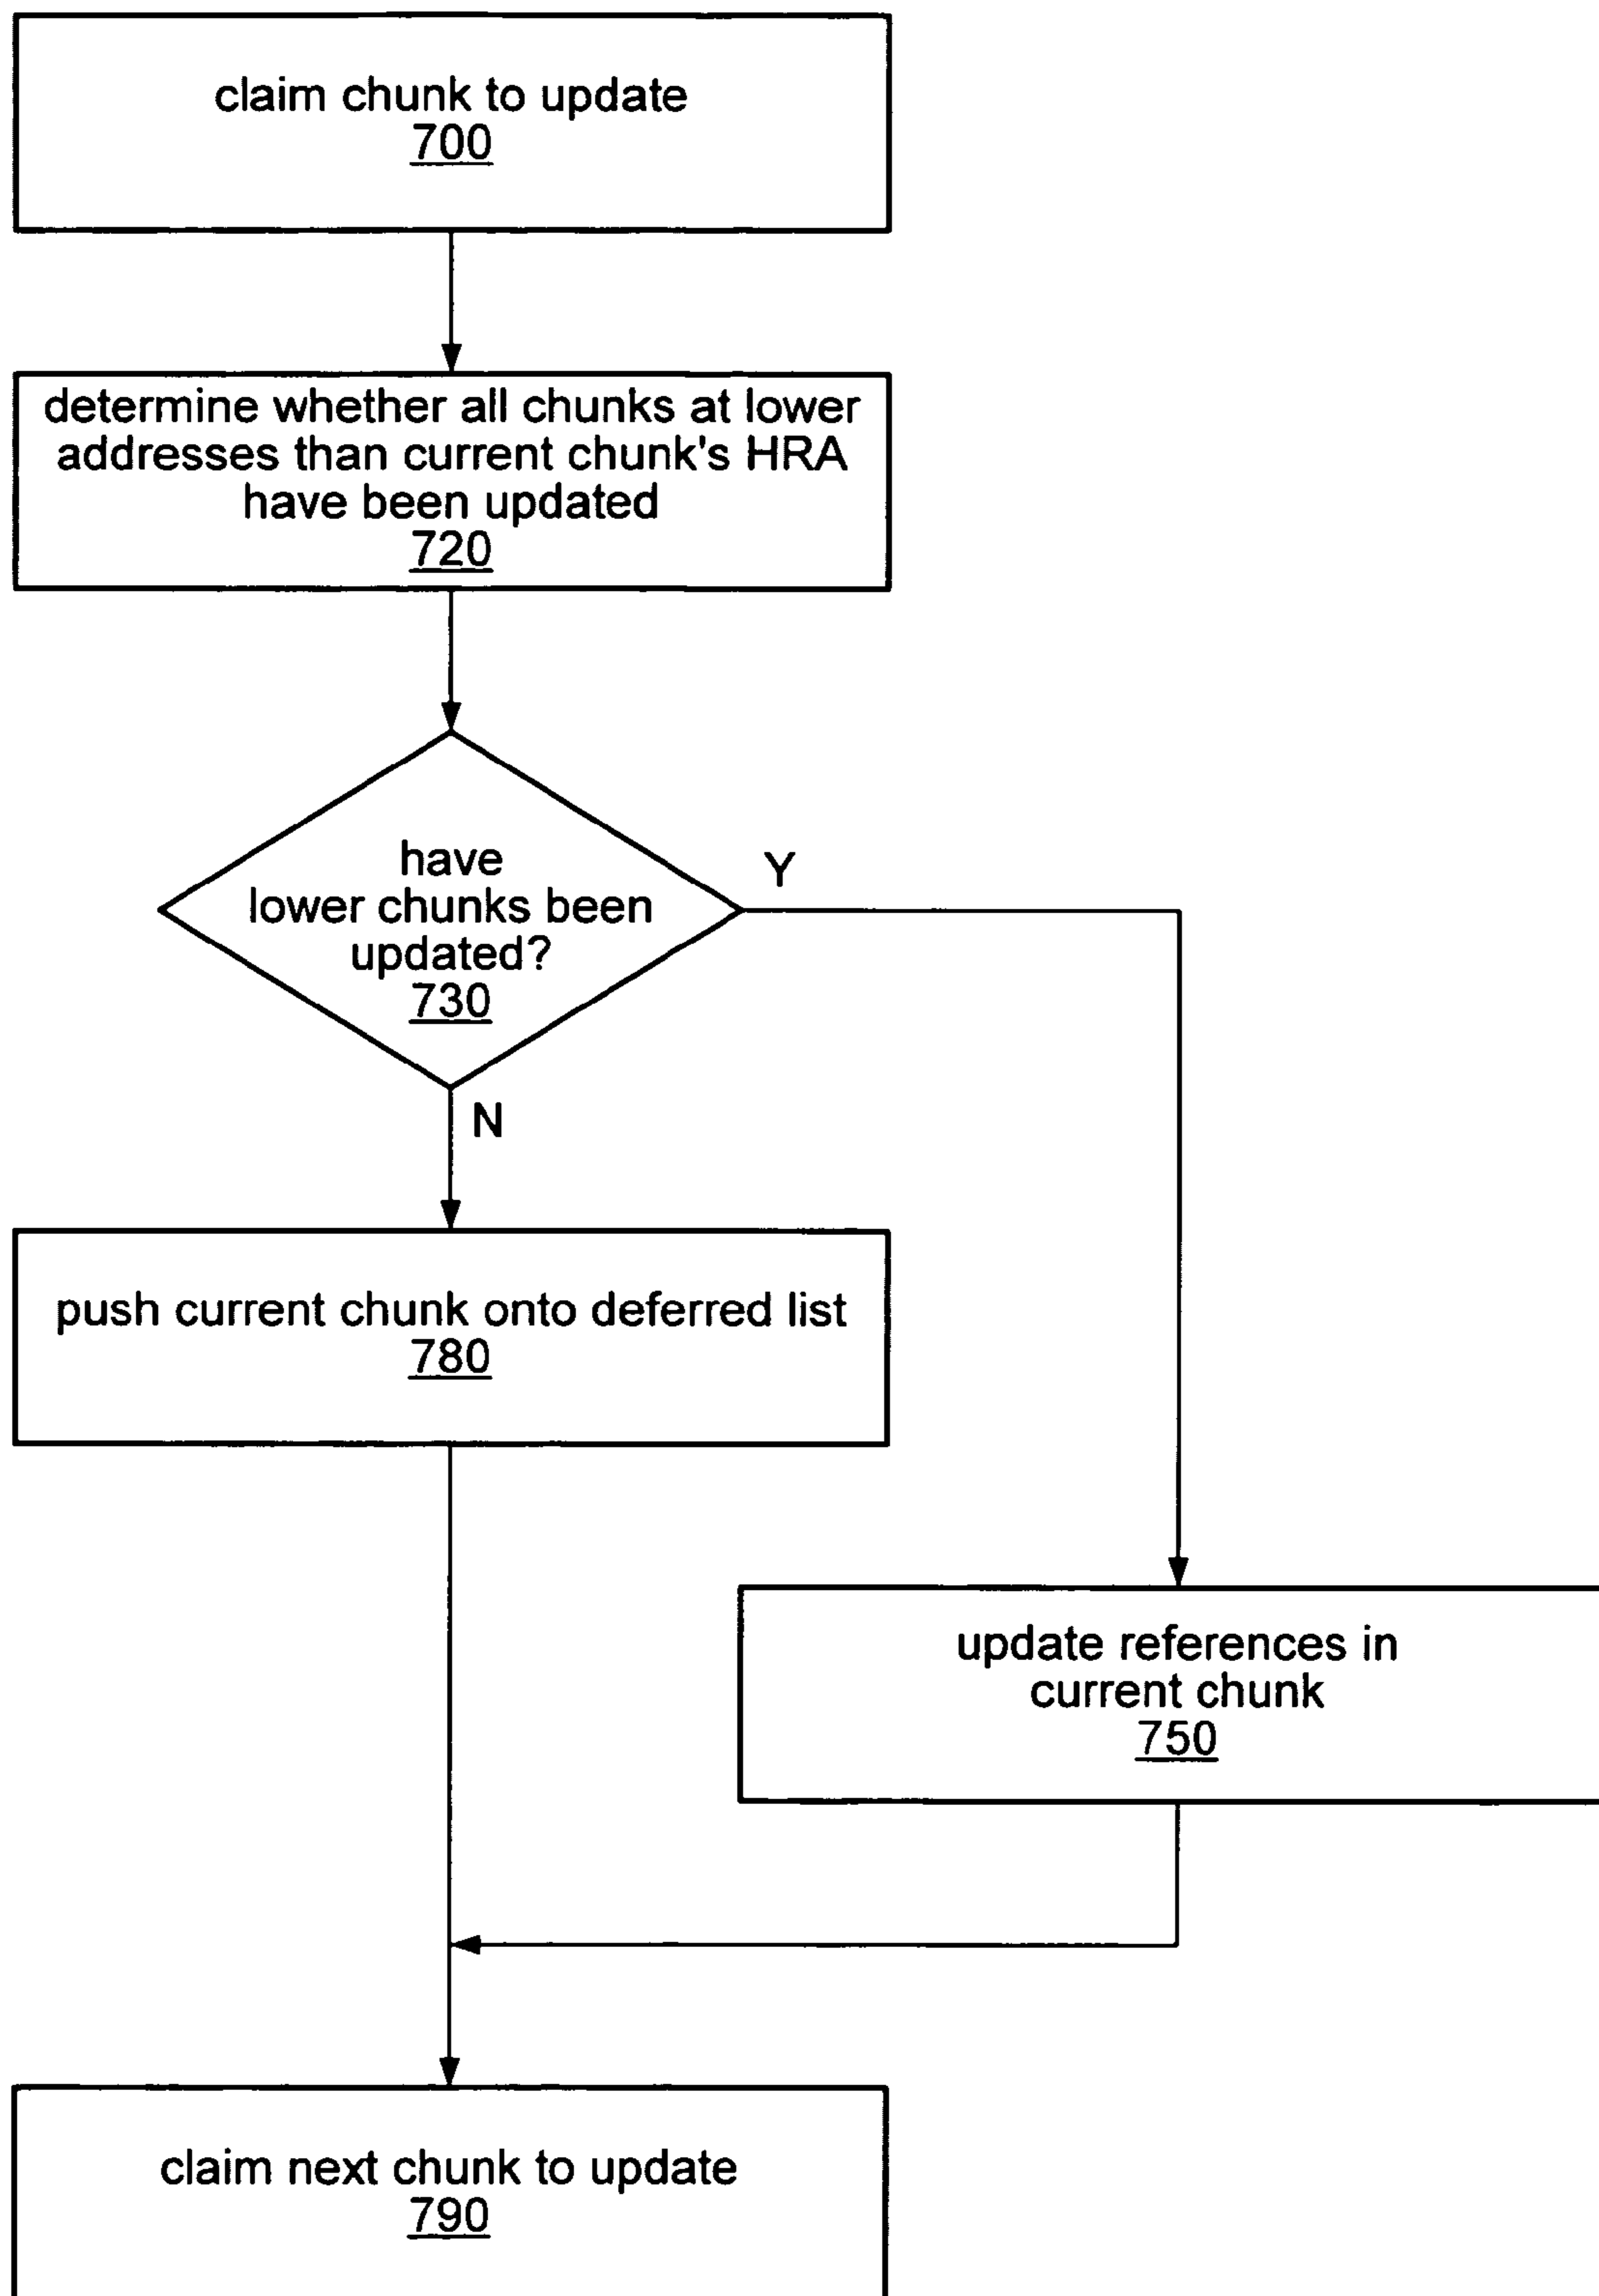 claim chunk to update
700
determine whether all chunks at lower
addresses than current chunk's HRA
have been updated
720
have
lower chunks been
updated?
730
Y
N
push current chunk onto deferred list
780
update references in
current chunk
750
claim next chunk to update
790